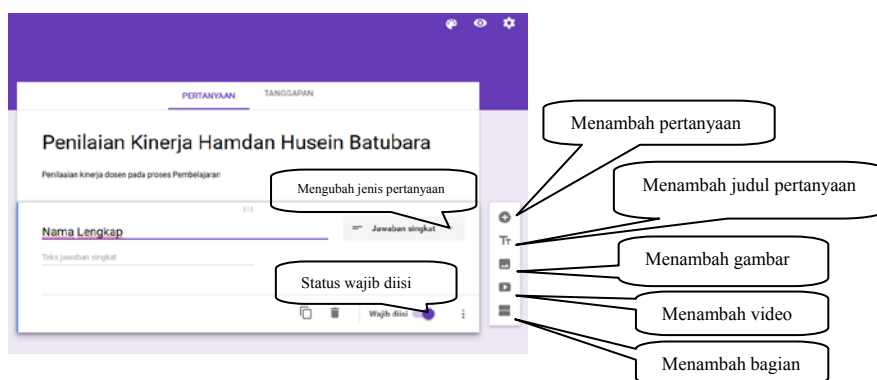 PERTANYAAN TANGGAPAN
Penilaian Kinerja Hamdan Husein Batubara
Penilaaian kinerja dosen pada proses Pembelajaran
Mengubah jenis pertanyaan
Nama Lengkap
Jawaban singkat
Teks jawaban singkat
Status wajib diisi
Wajib diisi
Menambah pertanyaan
Menambah judul pertanyaan
Tт
Menambah gambar
Menambah video
Menambah bagian